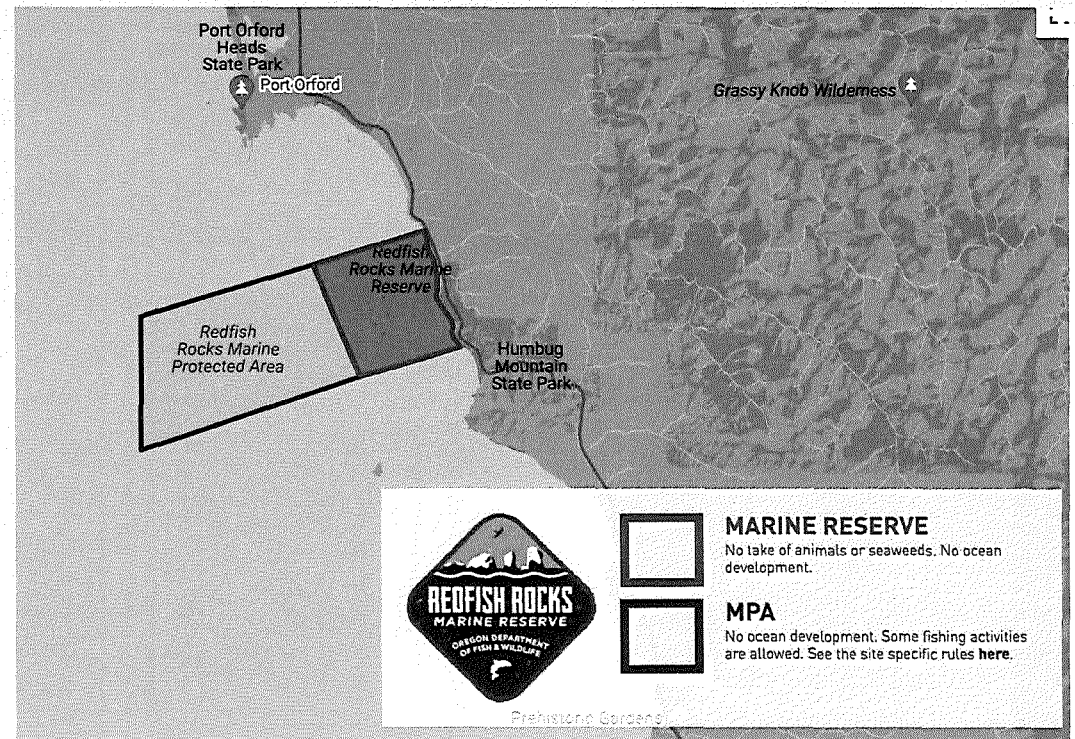 Port Orford
Heads
State Park
Port Orford
Grassy Knob Wilderness
Redfish
Rocks Marine
Reserve
Redfish
Rocks Marine
Protected Area
Humbug
Mountain
State Park
REDFISH ROCKS
MARINE RESERVE
OREGON DEPARTMENT
OF FISH & WILDLIFE
MARINE RESERVE
No take of animals or seaweeds. No ocean
development.
MPA
No ocean development. Some fishing activities
are allowed. See the site specific rules here.
Prehistoric Gardens